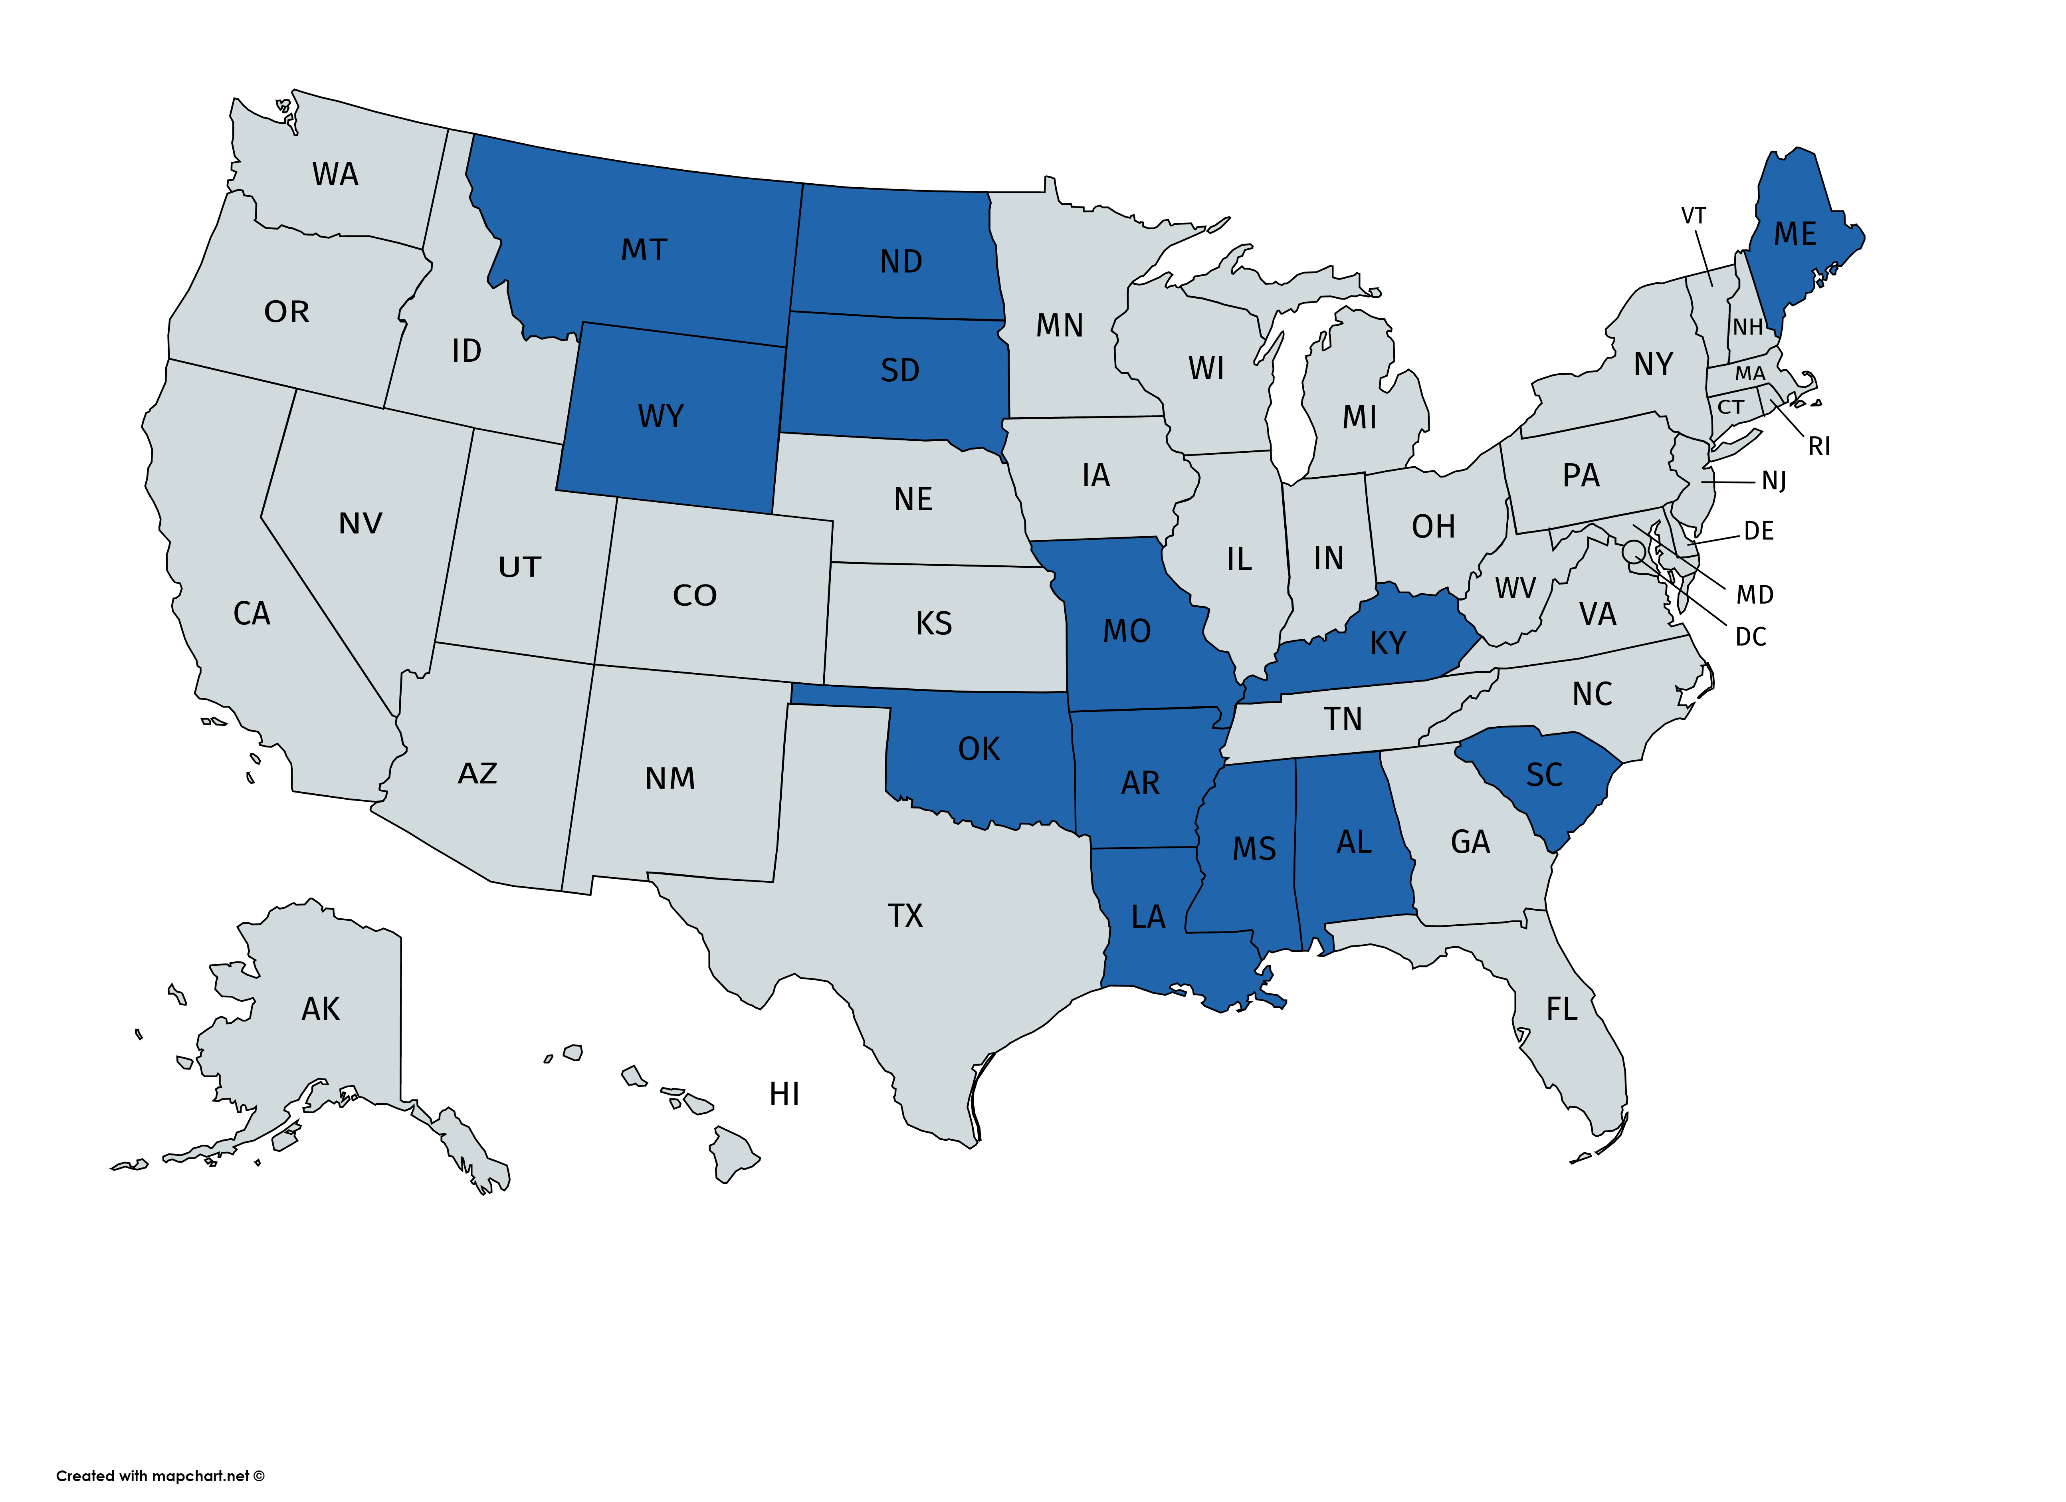 WA
MT
ND
MN
VT
ME
OR
ID
SD
WI
NY
NH
MA
WY
MI
CT
RI
IA
PA
NJ
NE
NV
UT
OH
DE
IL
IN
CO
WV
MD
CA
KS
MO
KY
VA
DC
NC
TN
OK
AZ
NM
AR
SC
MS
AL
GA
TX
LA
AK
FL
HI
Created with mapchart.net ©